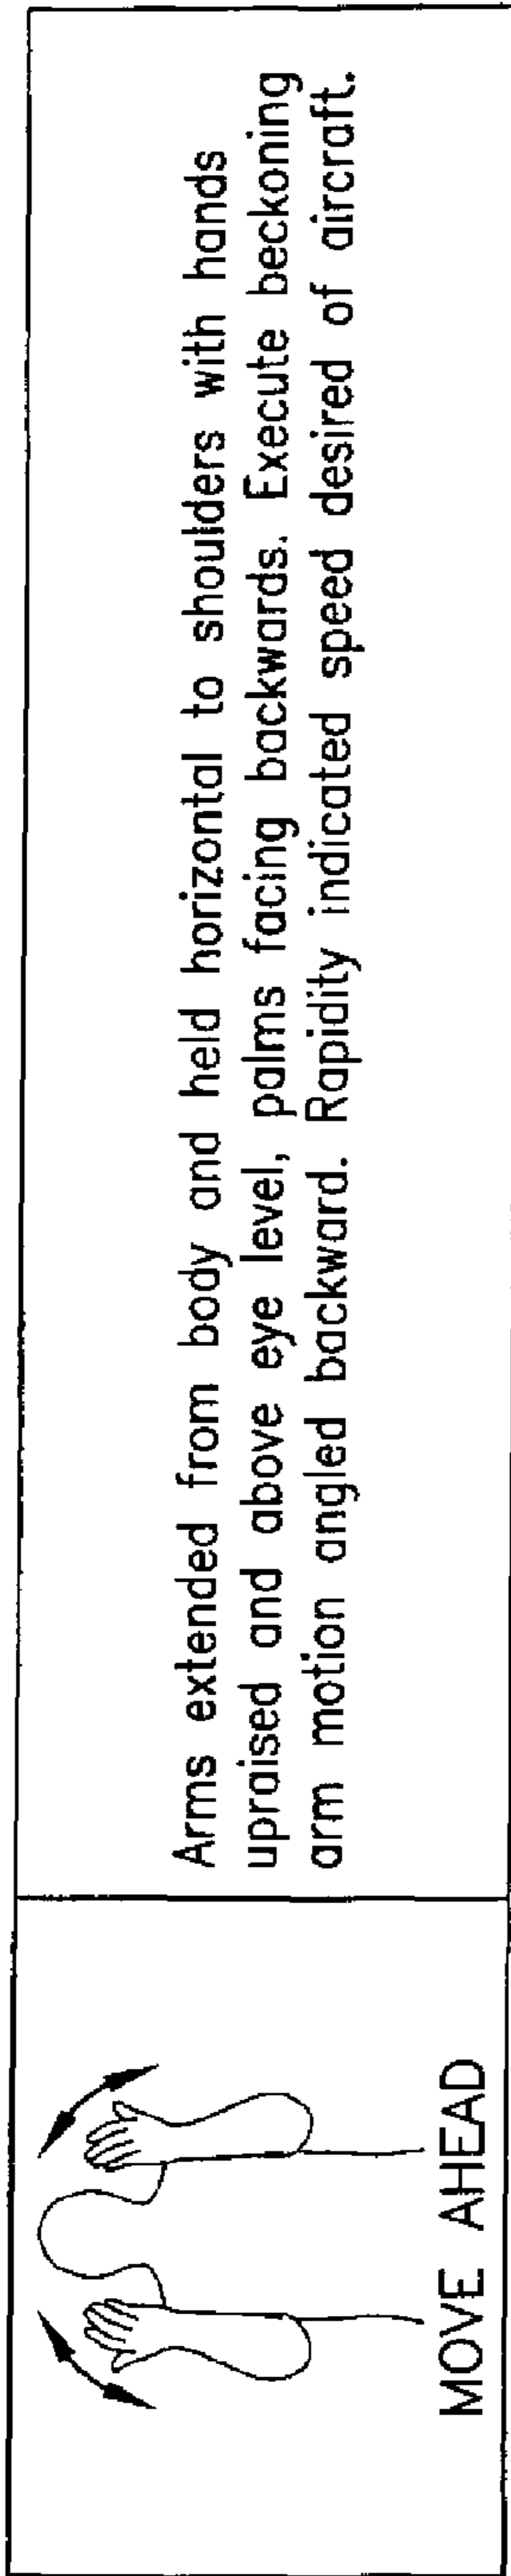 MOVE AHEAD
Arms extended from body and held horizontal to shoulders with hands
upraised and above eye level, palms facing backwards. Execute beckoning
arm motion angled backward. Rapidity indicated speed desired of aircraft.